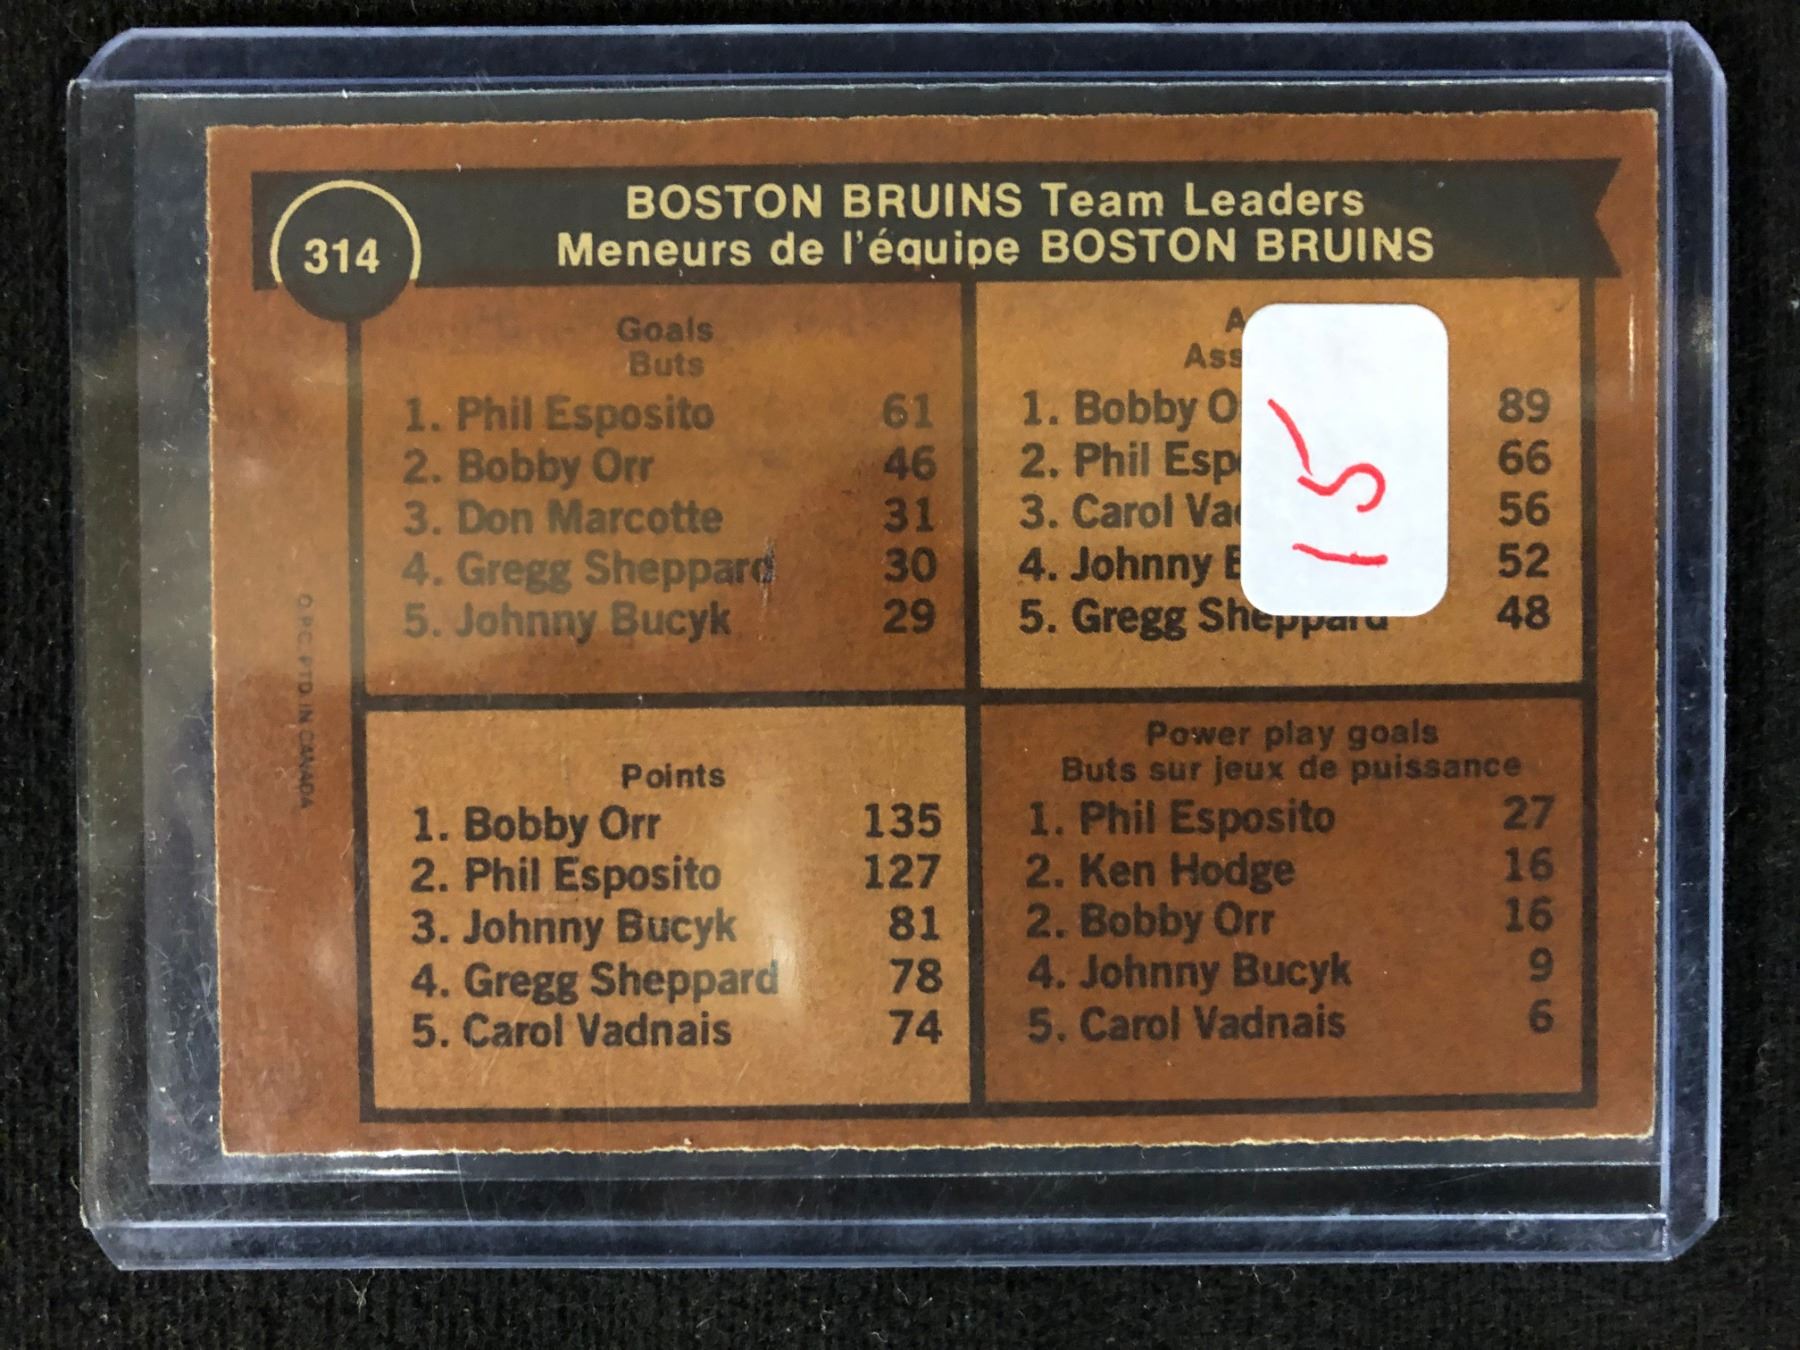 314
BOSTON BRUINS Team Leaders
Meneurs de l'équipe BOSTON BRUINS
Goals
Buts
1. Phil Esposito 61
2. Bobby Orr 46
3. Don Marcotte 31
4. Gregg Sheppard 30
5. Johnny Bucyk 29
1. Bobby 89
2. Phil 66
3. Carol 56
4. Johnny 52
5. Gregg Sheppard 48
15
Points
1. Bobby Orr 135
2. Phil Esposito 127
3. Johnny Bucyk 81
4. Gregg Sheppard 78
5. Carol Vadnais 74
Power play goals
Buts sur jeux de puissance
1. Phil Esposito 27
2. Ken Hodge 16
2. Bobby Orr 16
4. Johnny Bucyk 9
5. Carol Vadnais 6
O.P.C. PTD. IN CANADA